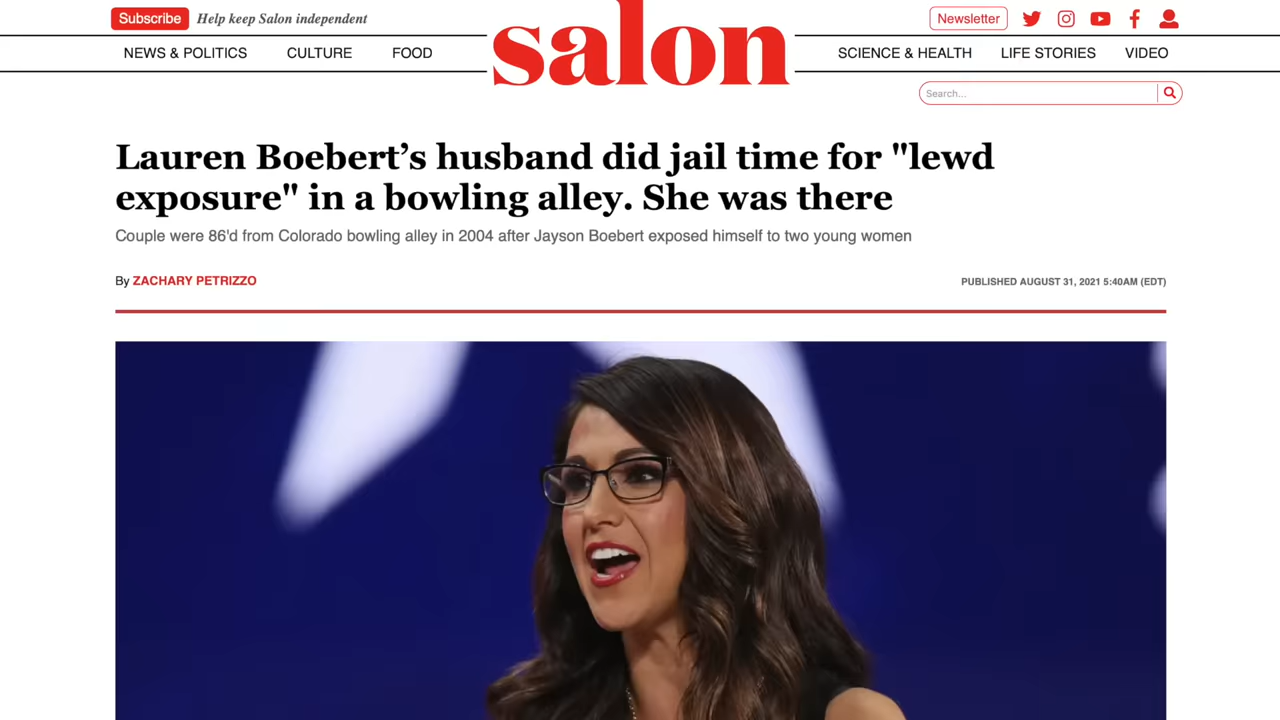 Subscribe Help keep Salon independent
Newsletter
NEWS & POLITICS CULTURE FOOD
salon
SCIENCE & HEALTH LIFE STORIES VIDEO
Search...
Lauren Boebert’s husband did jail time for "lewd
exposure" in a bowling alley. She was there
Couple were 86'd from Colorado bowling alley in 2004 after Jayson Boebert exposed himself to two young women
By ZACHARY PETRIZZO
PUBLISHED AUGUST 31, 2021 5:40AM (EDT)